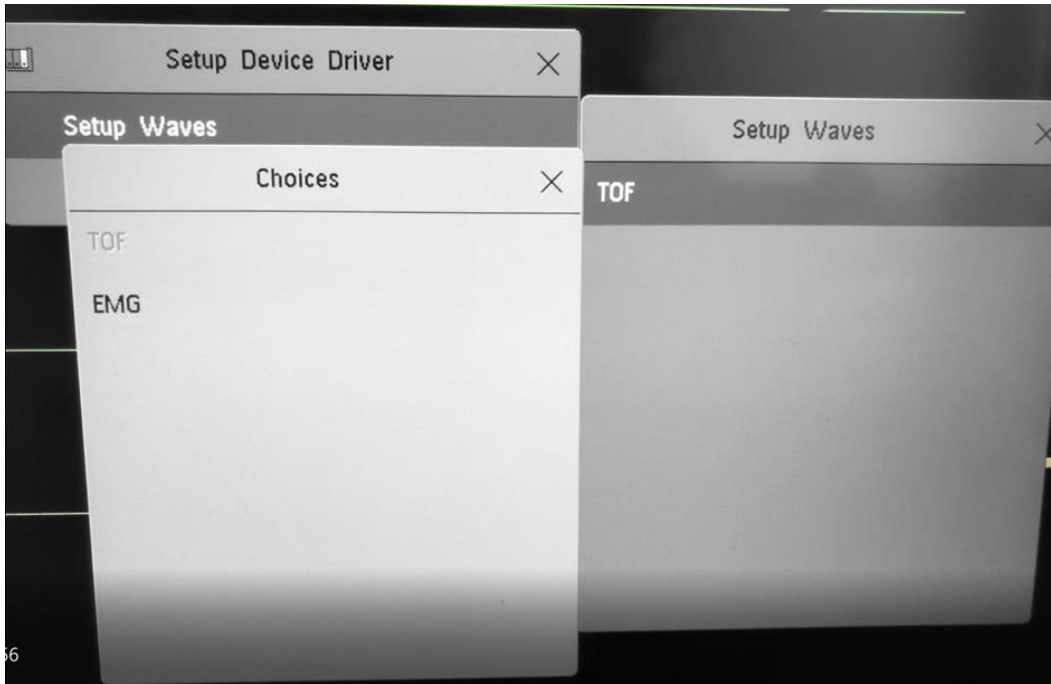 Setup Device Driver
Setup Waves
Choices
TOF
EMG
Setup Waves
TOF